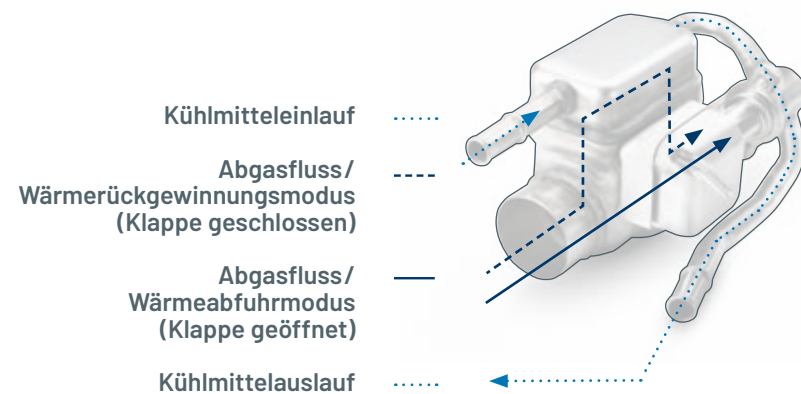 Kühlmitteleinlauf
Abgasfluss/
Wärmerückgewinnungsmodus
(Klappe geschlossen)
Abgasfluss/
Wärmeabfuhrmodus
(Klappe geöffnet)
Kühlmittelauslauf